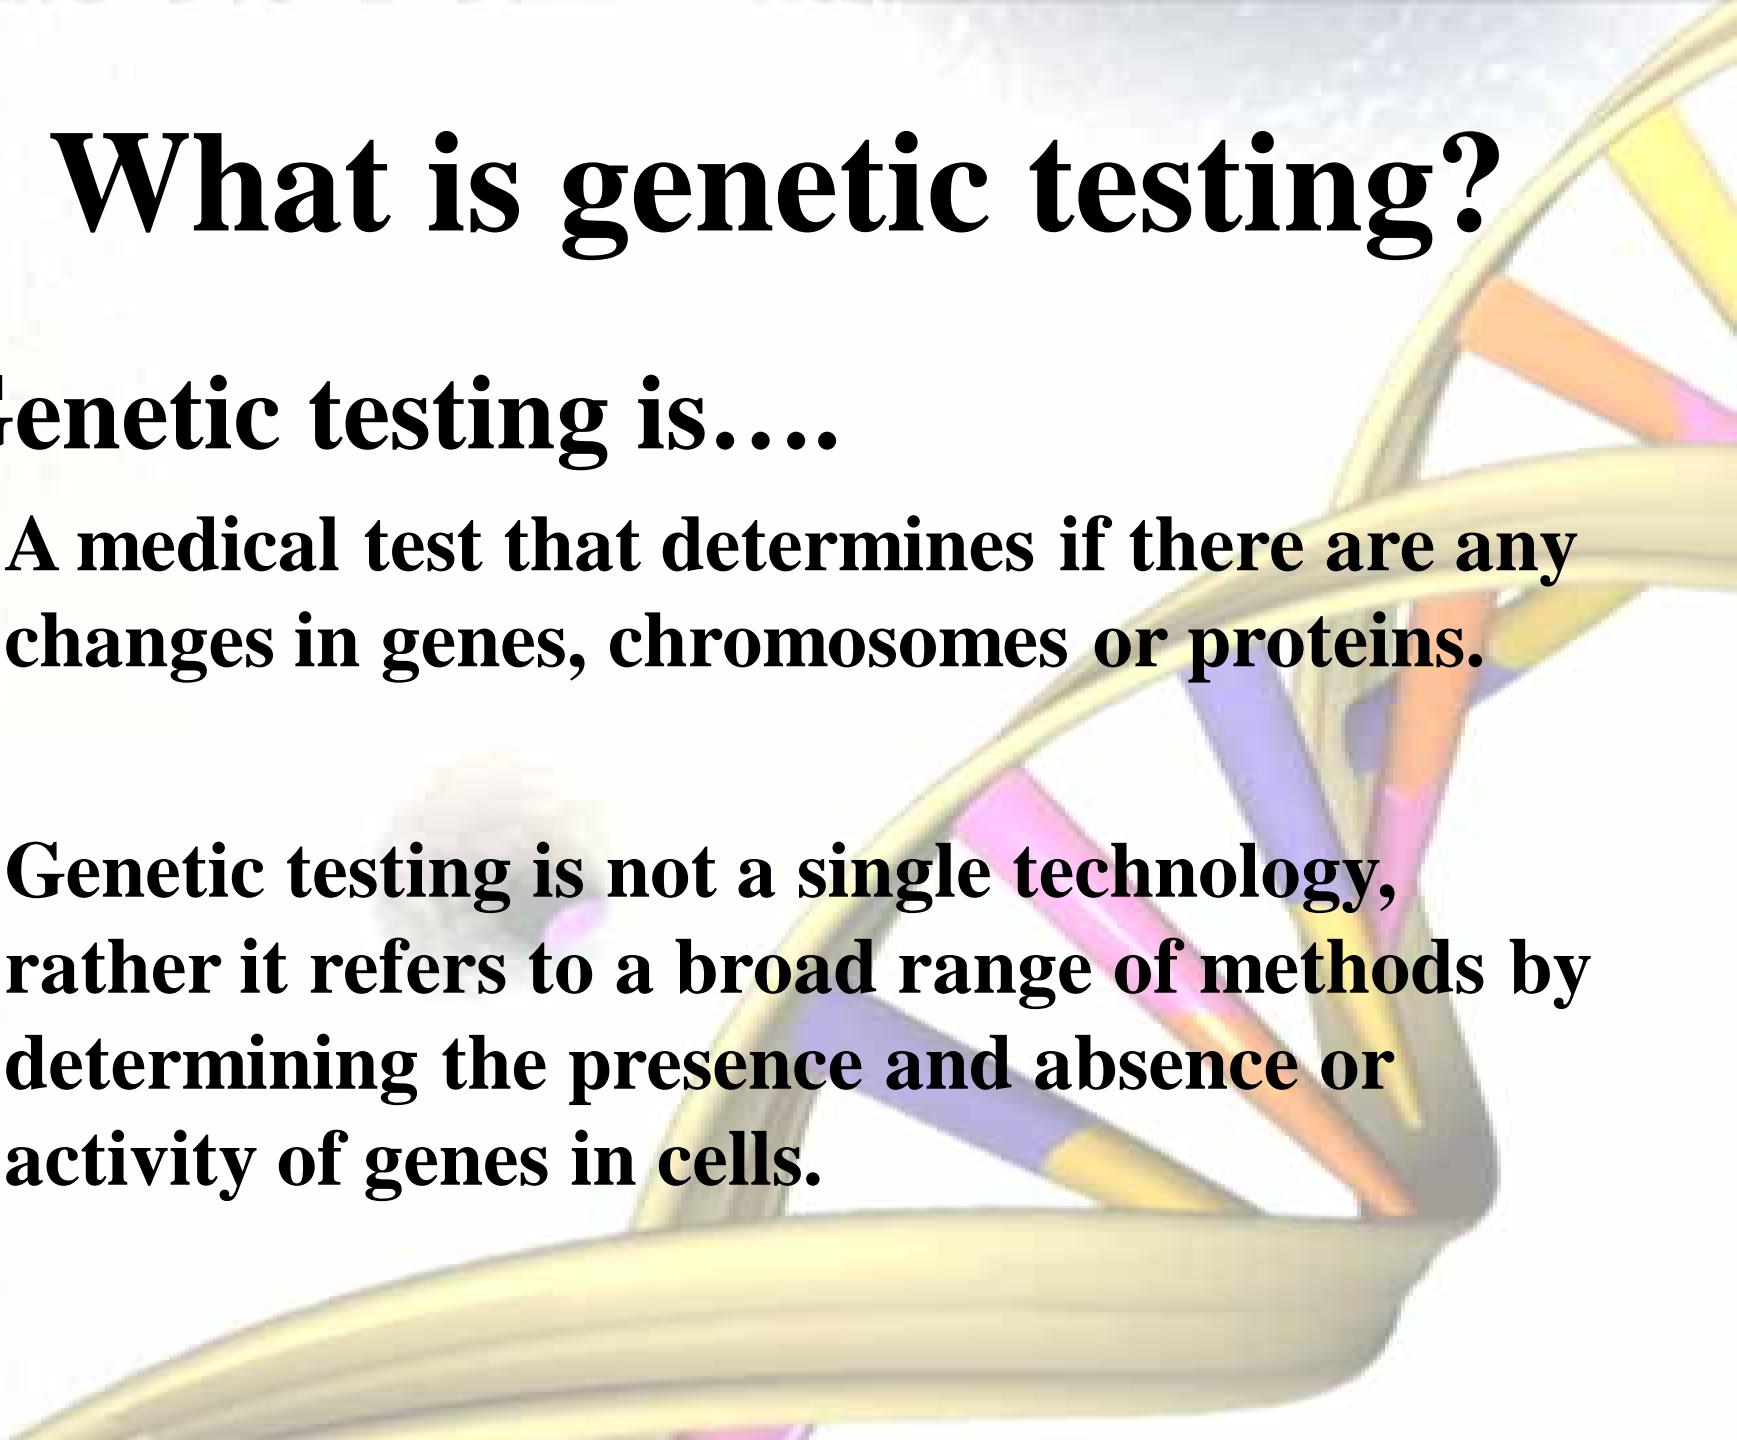 What is genetic testing?
Genetic testing is….
A medical test that determines if there are any
changes in genes, chromosomes or proteins.
Genetic testing is not a single technology,
rather it refers to a broad range of methods by
determining the presence and absence or
activity of genes in cells.